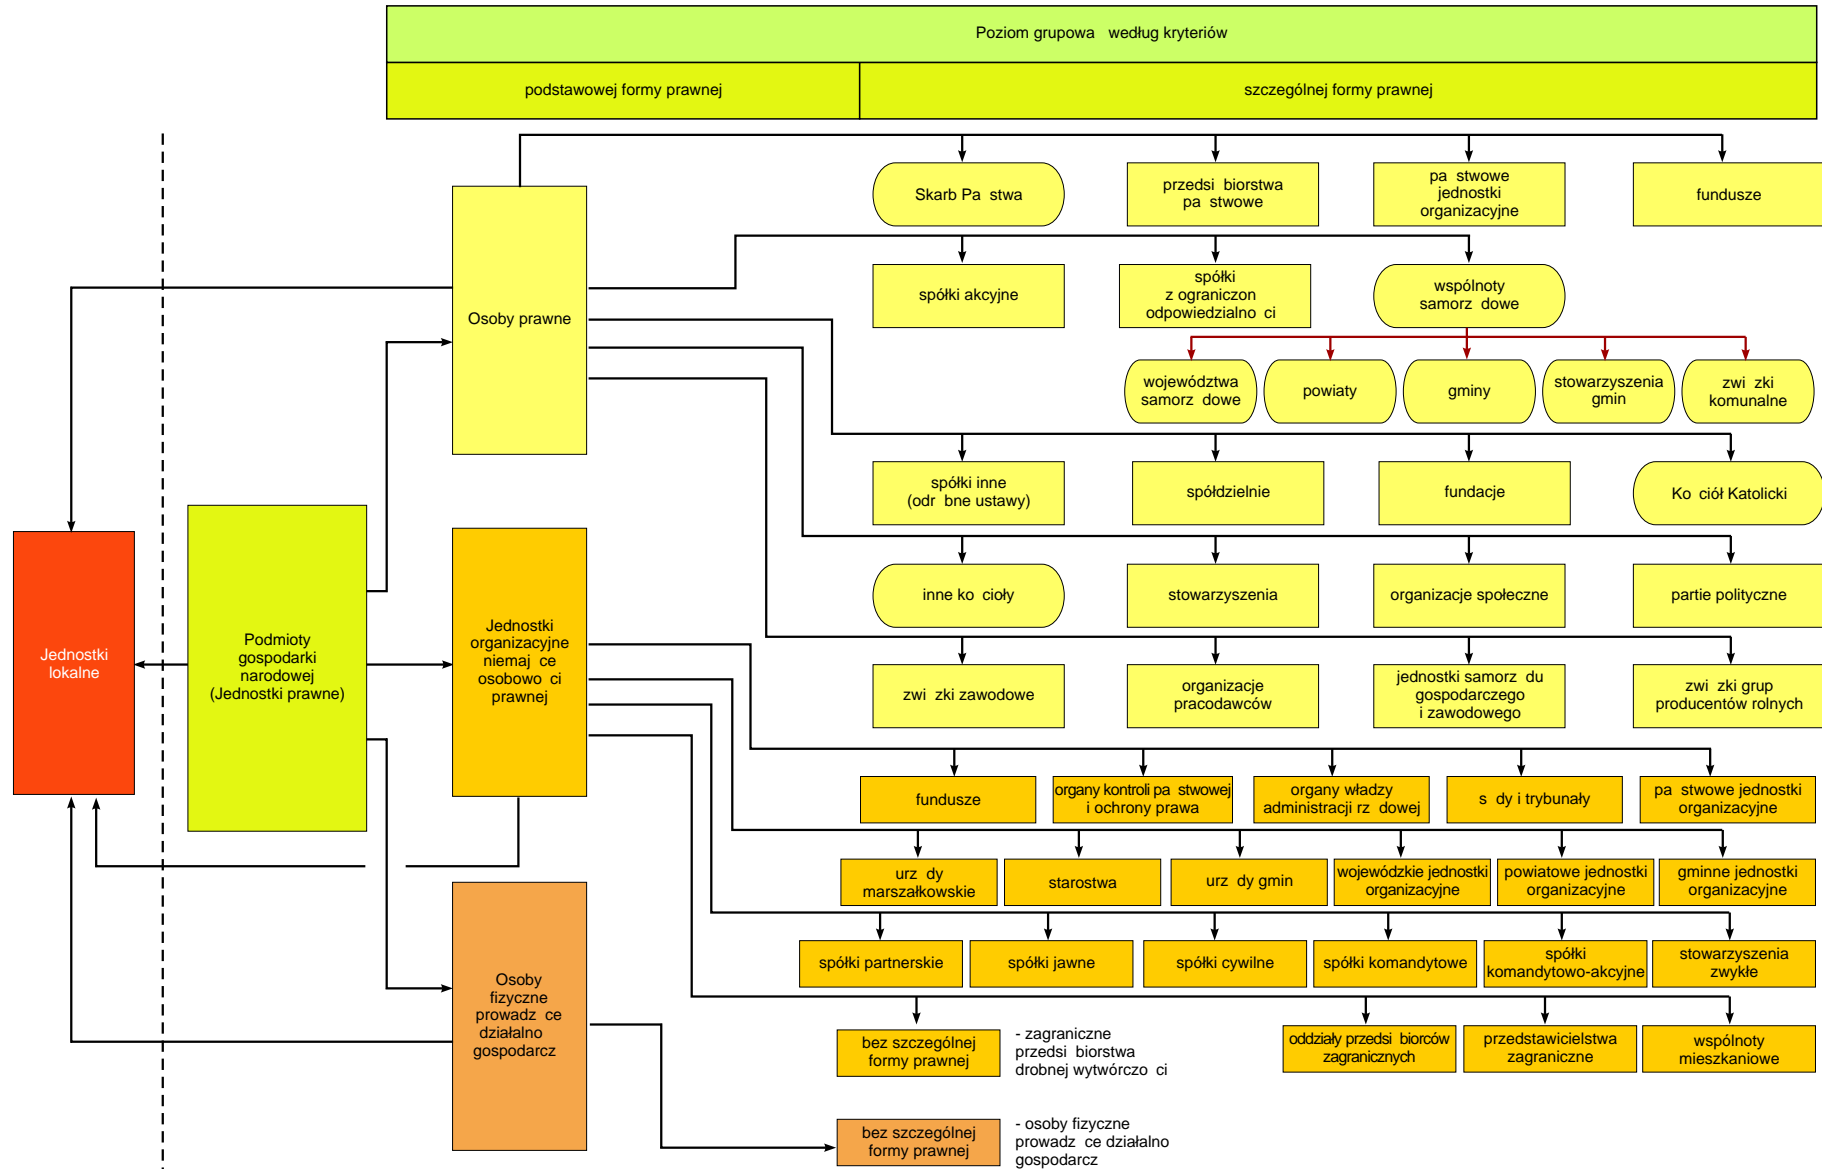 Poziom grupowa   według kryteriów
podstawowej formy prawnej
szczególnej formy prawnej
Skarb Pa  stwa
przedsi  biorstwa
pa  stwowe
pa  stwowe
jednostki
organizacyjne
fundusze
Osoby prawne
spółki akcyjne
spółki
z ograniczon
odpowiedzialno  ci
wspólnoty
samorz  dowe
województwa
samorz  dowe
powiaty
gminy
stowarzyszenia
gmin
zwi  zki
komunalne
spółki inne
(odr  bne ustawy)
spółdzielnie
fundacje
Ko  ciół Katolicki
inne ko  cioły
stowarzyszenia
organizacje społeczne
partie polityczne
Jednostki
lokalne
Podmioty
gospodarki
narodowej
(Jednostki prawne)
Jednostki
organizacyjne
niemaj  ce
osobowo  ci
prawnej
zwi  zki zawodowe
organizacje
pracodawców
jednostki samorz  du
gospodarczego
i zawodowego
zwi  zki grup
producentów rolnych
fundusze
organy kontroli pa  stwowej
i ochrony prawa
organy władzy
administracji rz  dowej
s  dy i trybunały
pa  stwowe jednostki
organizacyjne
urz  dy
marszałkowskie
starostwa
urz  dy gmin
wojewódzkie jednostki
organizacyjne
powiatowe jednostki
organizacyjne
gminne jednostki
organizacyjne
spółki partnerskie
spółki jawne
spółki cywilne
spółki komandytowe
spółki
komandytowo-akcyjne
stowarzyszenia
zwykłe
Osoby
fizyczne
prowadz  ce
działalno
gospodarcz
bez szczególnej
formy prawnej
- zagraniczne
przedsi  biorstwa
drobnej wytwórczo  ci
oddziały przedsi  biorców
zagranicznych
przedstawicielstwa
zagraniczne
wspólnoty
mieszkaniowe
bez szczególnej
formy prawnej
- osoby fizyczne
prowadz  ce działalno
gospodarcz